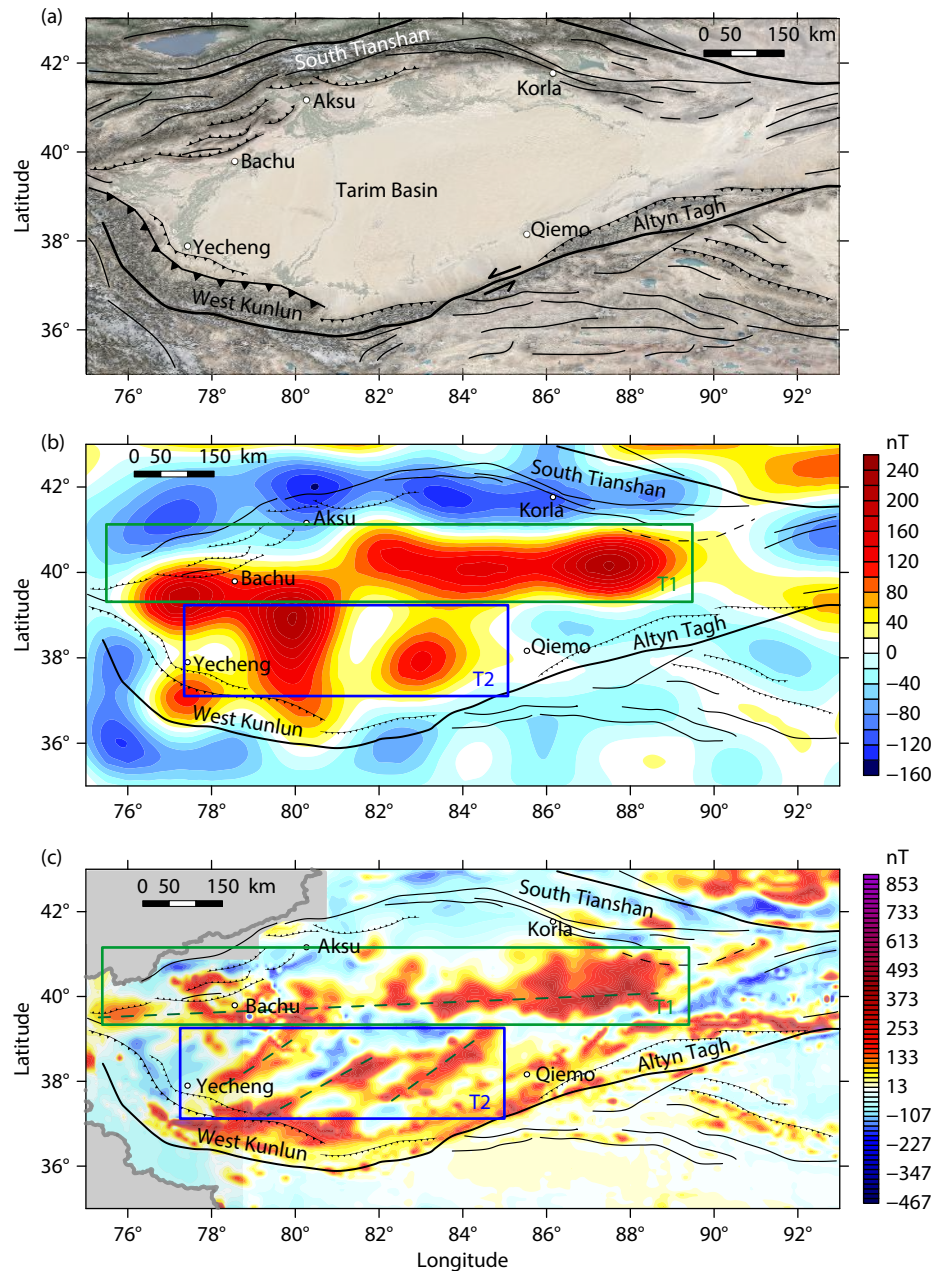 (a)
0 50 150 km
South Tianshan
42°
Korla
Aksu
40°
Bachu
Tarim Basin
Latitude
Altyn Tagh
Qiemo
38°
Yecheng
West Kunlun
36°
76° 78° 80° 82° 84° 86° 88° 90° 92°
(b)
nT
0 50 150 km
240
South Tianshan
42°
200
Korla
Aksu
160
120
Bachu
40°
80
T1
Latitude
40
Altyn Tagh
Qiemo
0
38°
Yecheng
−40
T2
West Kunlun
−80
36°
−120
−160
76° 78° 80° 82° 84° 86° 88° 90° 92°
(c)
nT
0 50 150 km
853
South Tianshan
42°
733
Korla
Aksu
613
493
Bachu
40°
373
T1
Latitude
253
Altyn Tagh
Qiemo
133
38°
Yecheng
13
T2
−107
West Kunlun
−227
36°
−347
−467
76° 78° 80° 82° 84° 86° 88° 90° 92°
Longitude